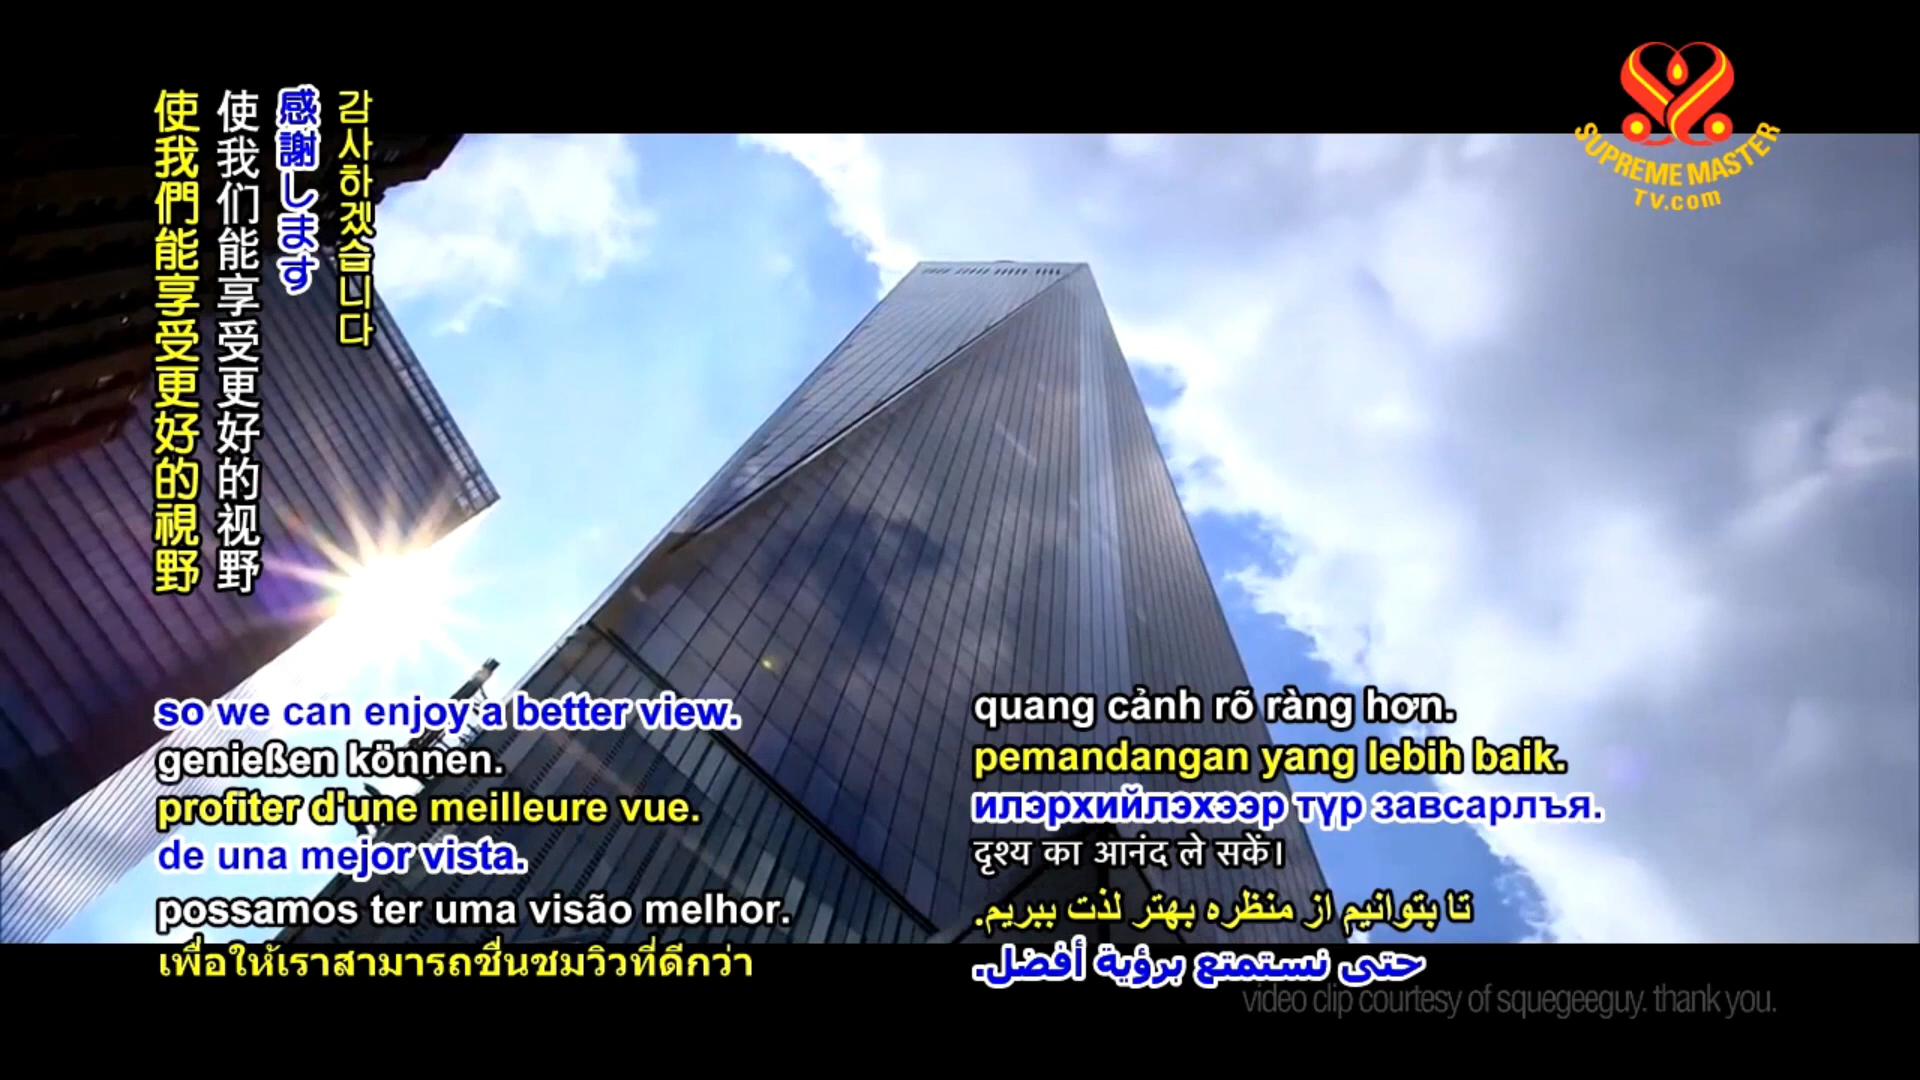 使我們能享受更好的視野
使我们能享受更好的视野
感謝します
감사하겠습니다
SUPREME MASTER
TV.com
so we can enjoy a better view.
genießen können.
profiter d'une meilleure vue.
de una mejor vista.
possamos ter uma visão melhor.
เพื่อให้เราสามารถชื่นชมวิวที่ดีกว่า
quang cảnh rõ ràng hơn.
pemandangan yang lebih baik.
илэрхийлэхээр түр завсарлъя.
दृश्य का आनंद ले सकें।
تا بتوانیم از منظره بهتر لذت ببریم.
حتى نستمتع برؤية أفضل.
video clip courtesy of squegeeguy. thank you.